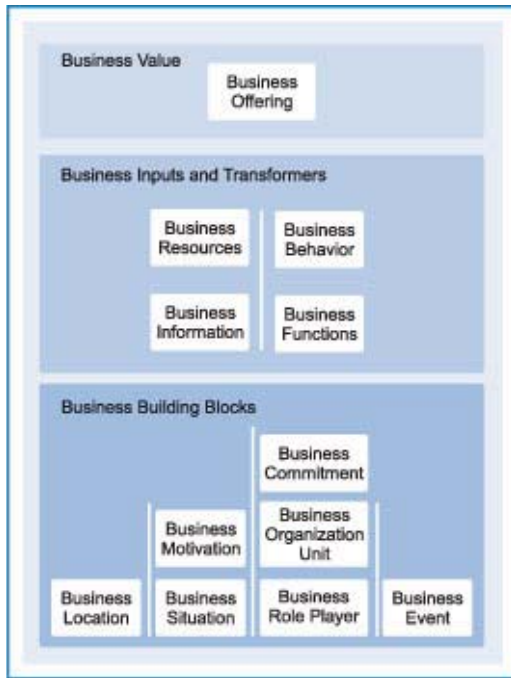 Business Value
Business
Offering
Business Inputs and Transformers
Business
Resources
Business
Behavior
Business
Information
Business
Functions
Business Building Blocks
Business
Commitment
Business
Motivation
Business
Organization
Unit
Business
Location
Business
Situation
Business
Role Player
Business
Event